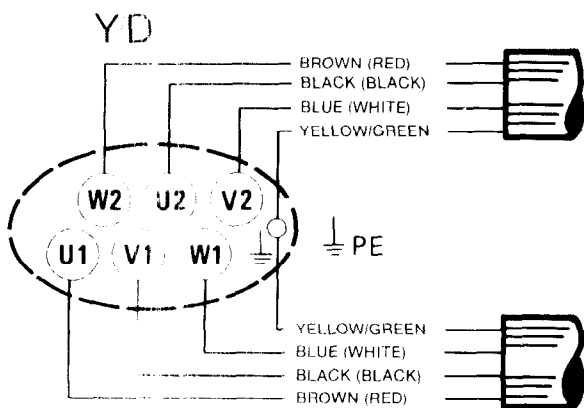 Y/D
BROWN (RED)
BLACK (BLACK)
BLUE (WHITE)
YELLOW/GREEN
W2 U2 V2
U1 V1 W1
PE
YELLOW/GREEN
BLUE (WHITE)
BLACK (BLACK)
BROWN (RED)